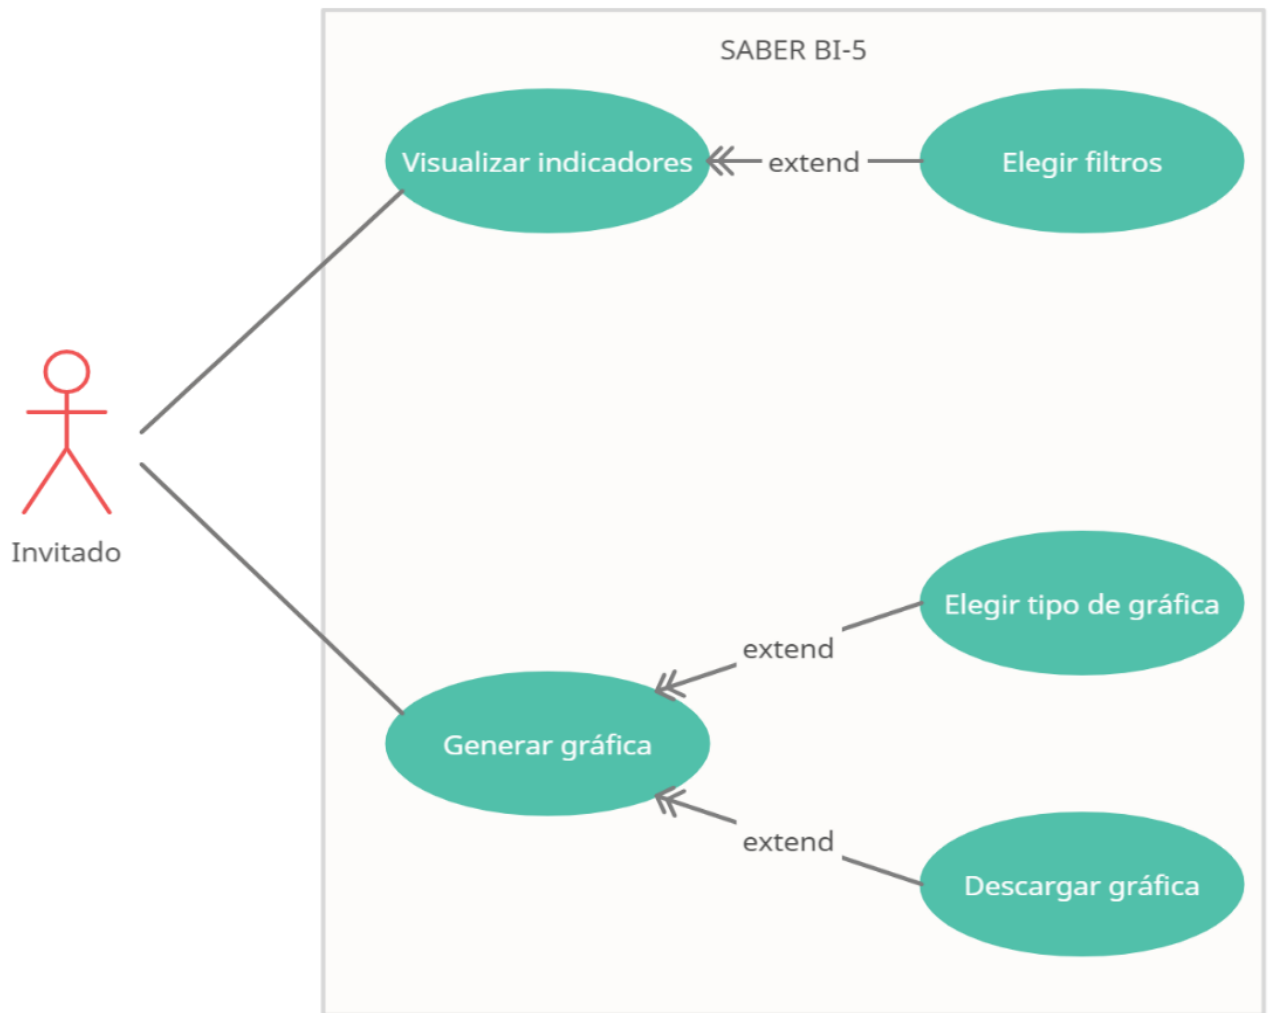 SABER BI-5
Visualizar indicadores
extend
Elegir filtros
Invitado
Elegir tipo de gráfica
extend
Generar gráfica
extend
Descargar gráfica